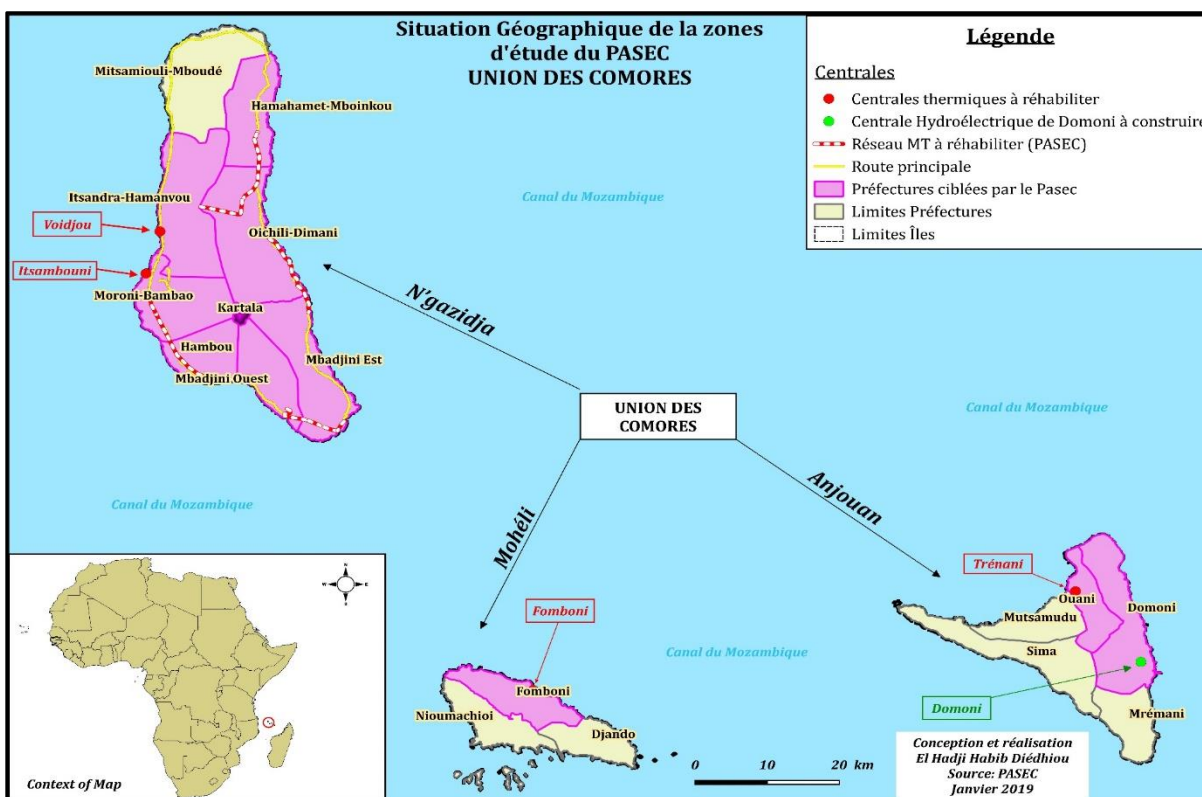 Situation Géographique de la zones
d'étude du PASEC
UNION DES COMORES
Légende
Centrales
Centrales thermiques à réhabiliter
Centrale Hydroélectrique de Domoni à construire
Réseau MT à réhabiliter (PASEC)
Route principale
Préfectures ciblées par le Pasec
Limites Préfectures
Limites Îles
Mitsamiouli-Mboudé
Hamahamet-Mboinkou
Itsandra-Hamanvou
Voidjou
Oichili-Dimani
Itsambouni
Moroni-Bambao
Kartala
Hambou
Mbadjini Est
Mbadjini Ouest
Canal du Mozambique
N'gazidja
UNION DES
COMORES
Canal du Mozambique
Canal du Mozambique
Mohéli
Anjouan
Trénani
Ouani
Domoni
Mutsamudu
Sima
Domoni
Mrémani
Canal du Mozambique
Fomboni
Fomboni
Nioumachioi
Djando
0 10 20 km
N
W E
S
Context of Map
Conception et réalisation
El Hadji Habib Diédhiou
Source: PASEC
Janvier 2019